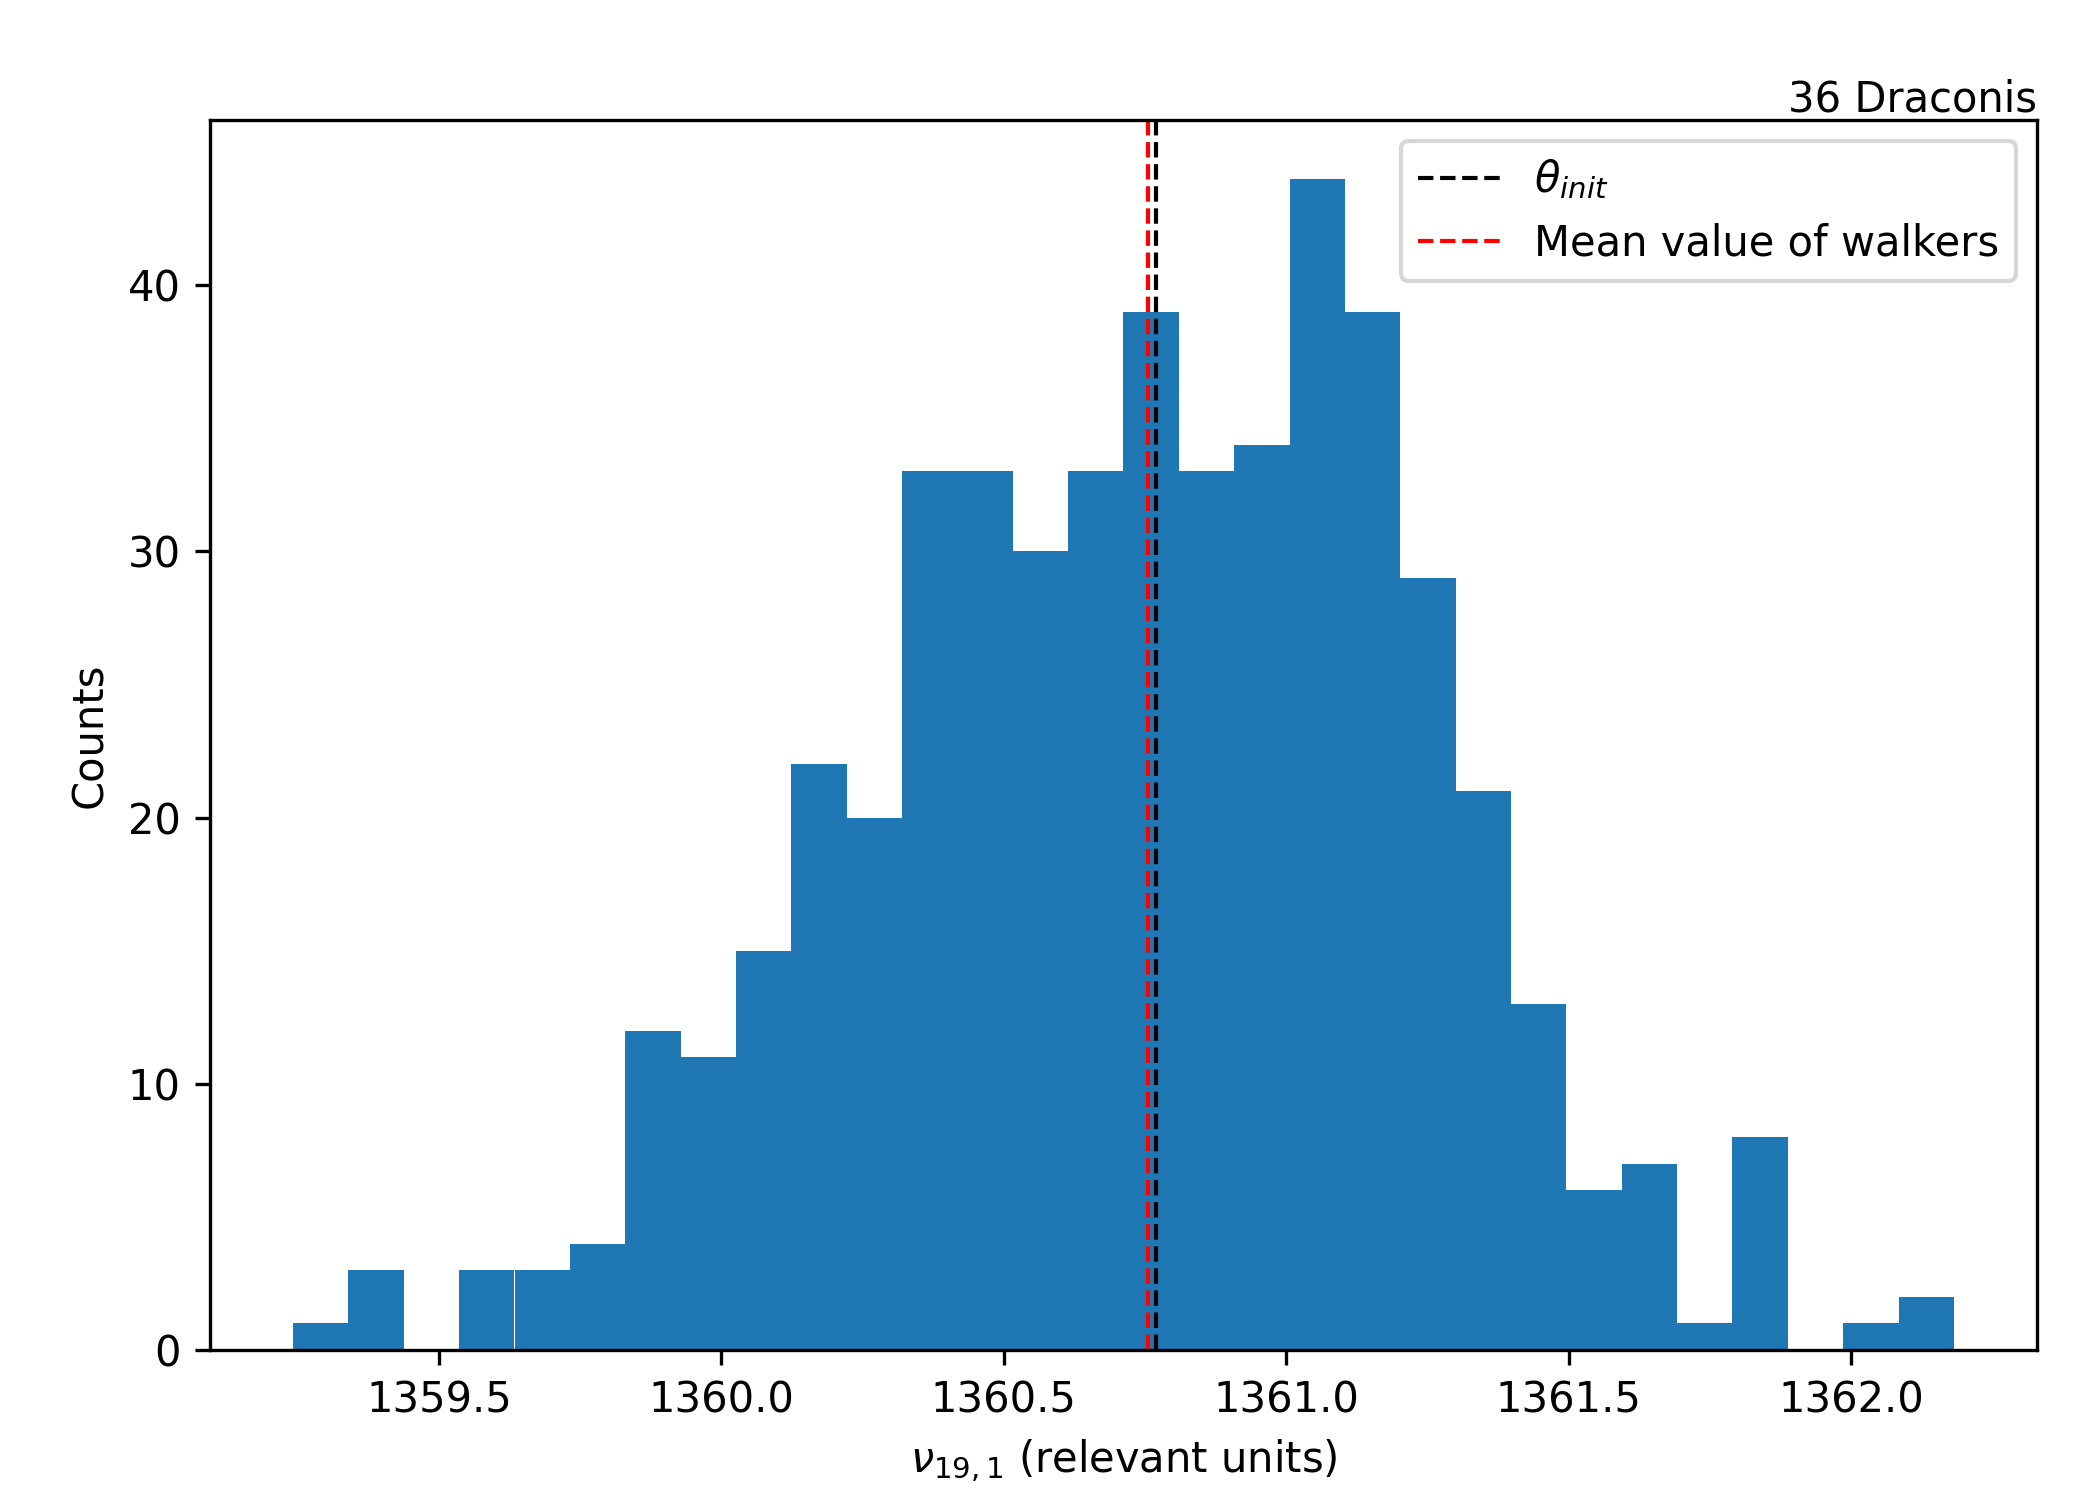 36 Draconis
θinit
Mean value of walkers
40
30
20
10
0
Counts
1359.5 1360.0 1360.5 1361.0 1361.5 1362.0
ν19, 1 (relevant units)